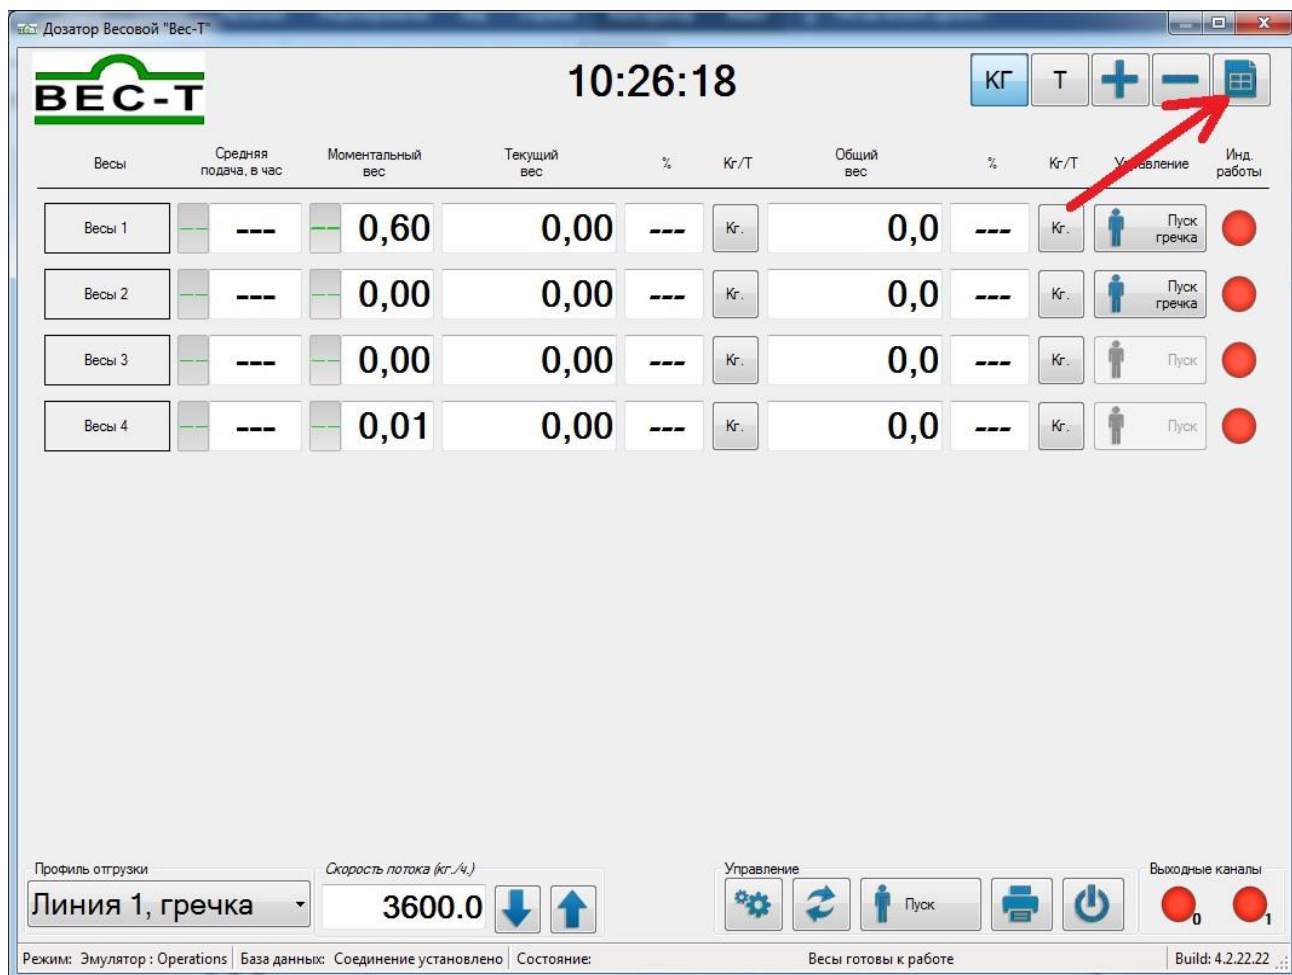 Дозатор Весовой "Вес-Т"
ВЕС-Т
10:26:18
КГ Т
Весы Средняя подача, в час Моментальный вес Текущий вес % Кг/Т Общий вес % Кг/Т Управление Инд. работы
Весы 1 --- 0,60 0,00 --- Кг. 0,0 --- Кг. Пуск гречка
Весы 2 --- 0,00 0,00 --- Кг. 0,0 --- Кг. Пуск гречка
Весы 3 --- 0,00 0,00 --- Кг. 0,0 --- Кг. Пуск
Весы 4 --- 0,01 0,00 --- Кг. 0,0 --- Кг. Пуск
Профиль отгрузки Скорость потока (кг./ч.) Управление Выходные каналы
Линия 1, гречка 3600.0 Пуск 0 1
Режим: Эмулятор : Operations База данных: Соединение установлено Состояние: Весы готовы к работе Build: 4.2.22.22